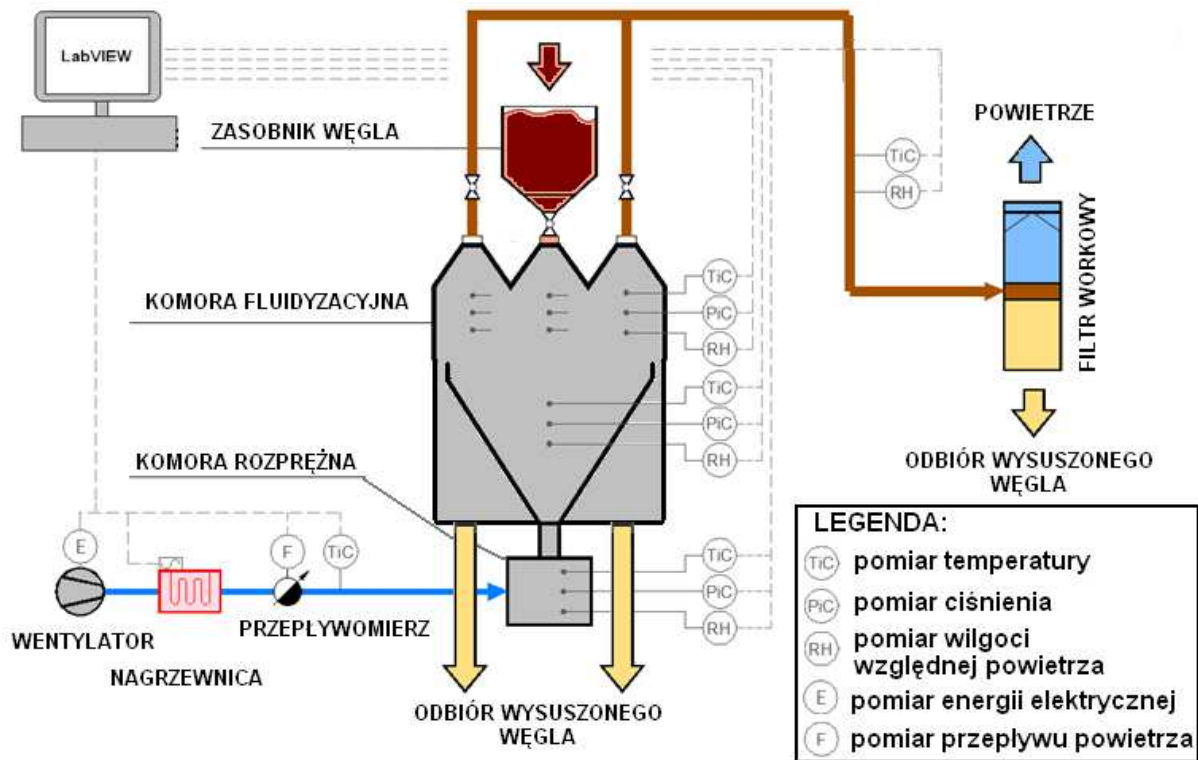 LabVIEW
ZASOBNIK WĘGLA
POWIETRZE
TiC
RH
FILTR WORKOWY
KOMORA FLUIDYZACYJNA
TiC
PiC
RH
TiC
PiC
RH
ODBIÓR WYSUSZONEGO
WĘGLA
KOMORA ROZPRĘŻNA
E
F
TiC
TiC
PiC
RH
WENTYLATOR
PRZEPŁYWOMIERZ
NAGRZEWNICA
ODBIÓR WYSUSZONEGO
WĘGLA
LEGENDA:
TiC pomiar temperatury
PiC pomiar ciśnienia
RH pomiar wilgoci
względnej powietrza
E pomiar energii elektrycznej
F pomiar przepływu powietrza